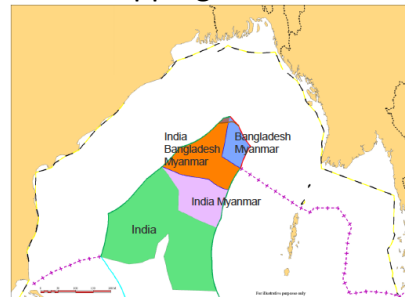 India
Bangladesh
Myanmar
Bangladesh
Myanmar
India Myanmar
India
For illustrative purposes only